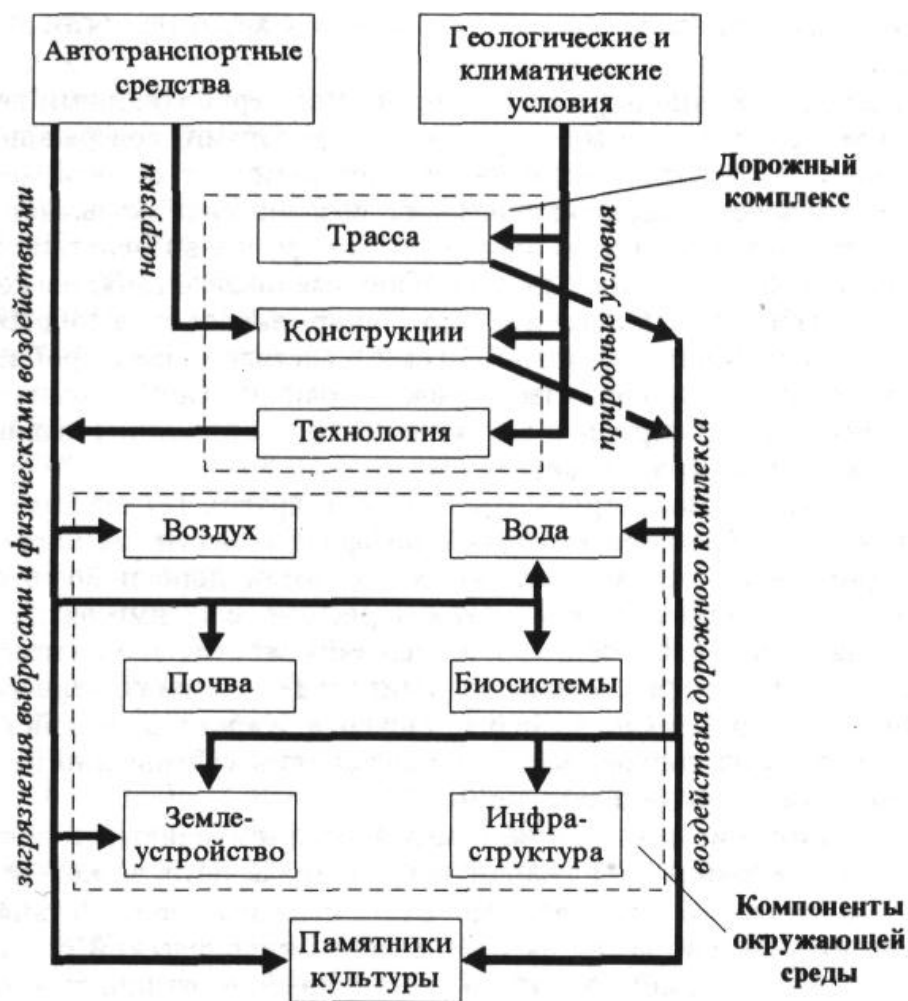 Автотранспортные
средства
Геологические и
климатические
условия
нагрузки
Дорожный
комплекс
Трасса
Конструкции
Технология
природные условия
загрязнения выбросами и физическими воздействиями
воздействия дорожного комплекса
Воздух
Вода
Почва
Биосистемы
Земле-
устройство
Инфра-
структура
Памятники
культуры
Компоненты
окружающей
среды